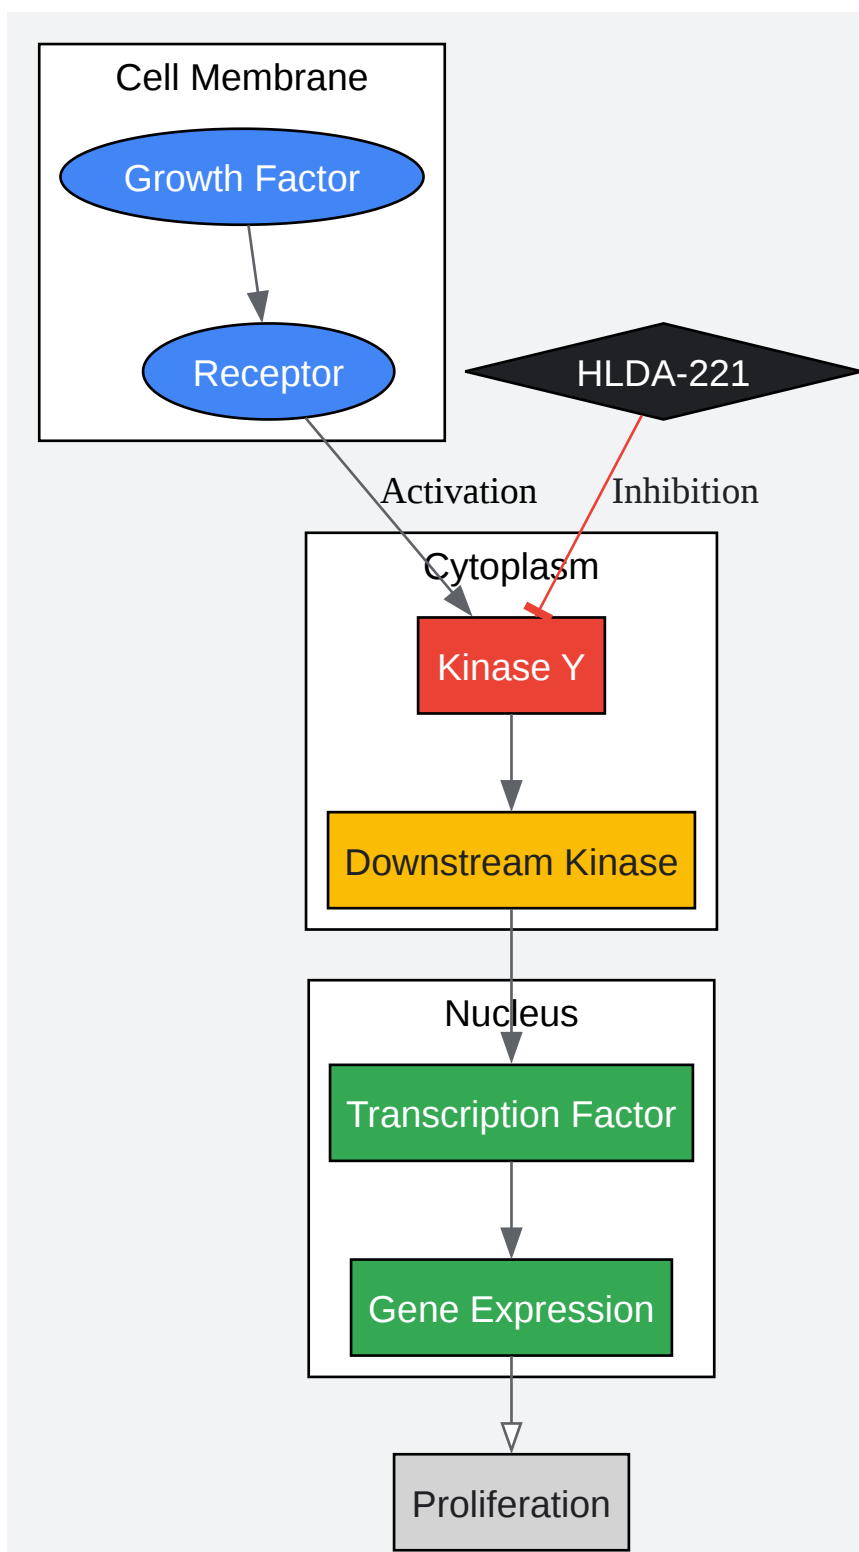 Cell Membrane
Growth Factor
Receptor
HLDA-221
Activation
Inhibition
Cytoplasm
Kinase Y
Downstream Kinase
Nucleus
Transcription Factor
Gene Expression
Proliferation